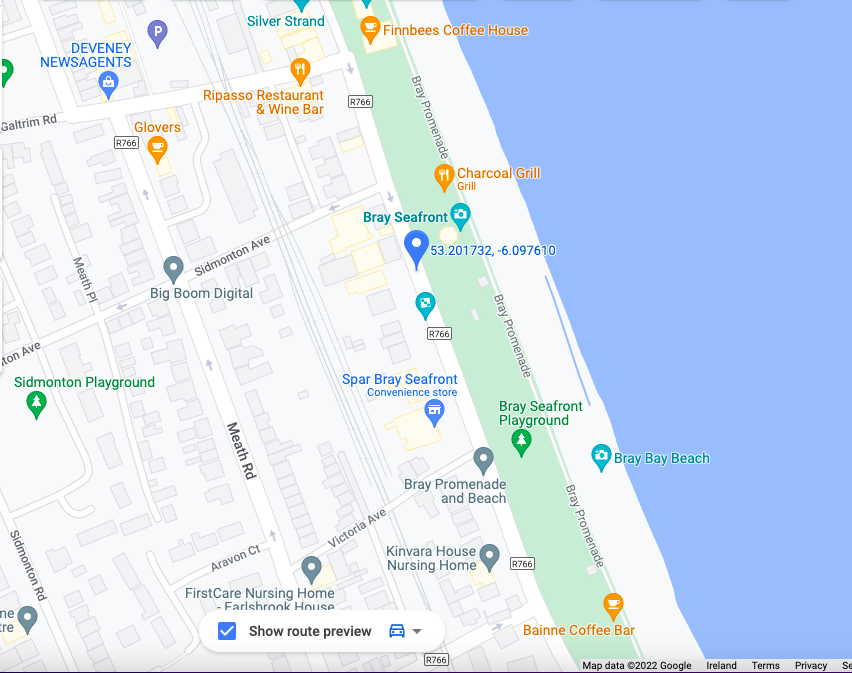 Silver Strand
Finnbees Coffee House
P
DEVENEY
NEWSAGENTS
Ripasso Restaurant
& Wine Bar
R766
Bray Promenade
Galtrim Rd
Glovers
R766
Charcoal Grill
Grill
Bray Seafront
53.201732, -6.097610
Sidmonton Ave
Meath Pl
Big Boom Digital
Bray Promenade
R766
ton Ave
Sidmonton Playground
Spar Bray Seafront
Convenience store
Bray Seafront
Playground
Meath Rd
Bray Bay Beach
Bray Promenade
and Beach
Bray Promenade
Victoria Ave
Sidmonton Rd
Aravon Ct
Kinvara House
Nursing Home
R766
FirstCare Nursing Home
- Earlsbrook House
me
tre
Show route preview
Bainne Coffee Bar
R766
Map data ©2022 Google Ireland Terms Privacy Se